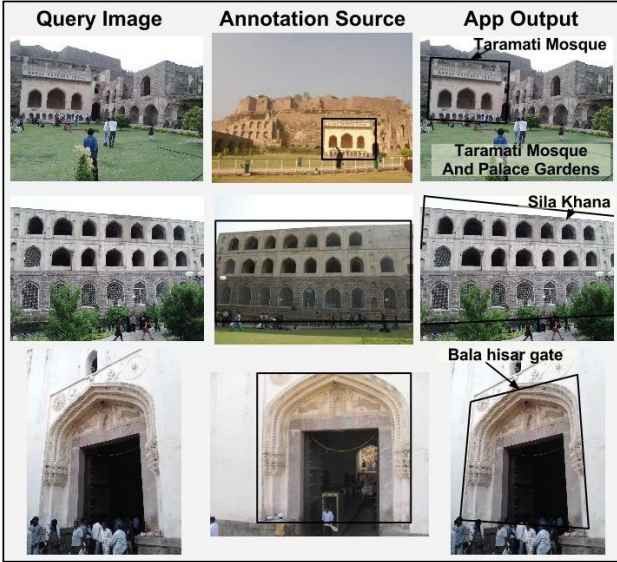 Query Image
Annotation Source
App Output
Taramati Mosque
Taramati Mosque
And Palace Gardens
Sila Khana
Bala hisar gate